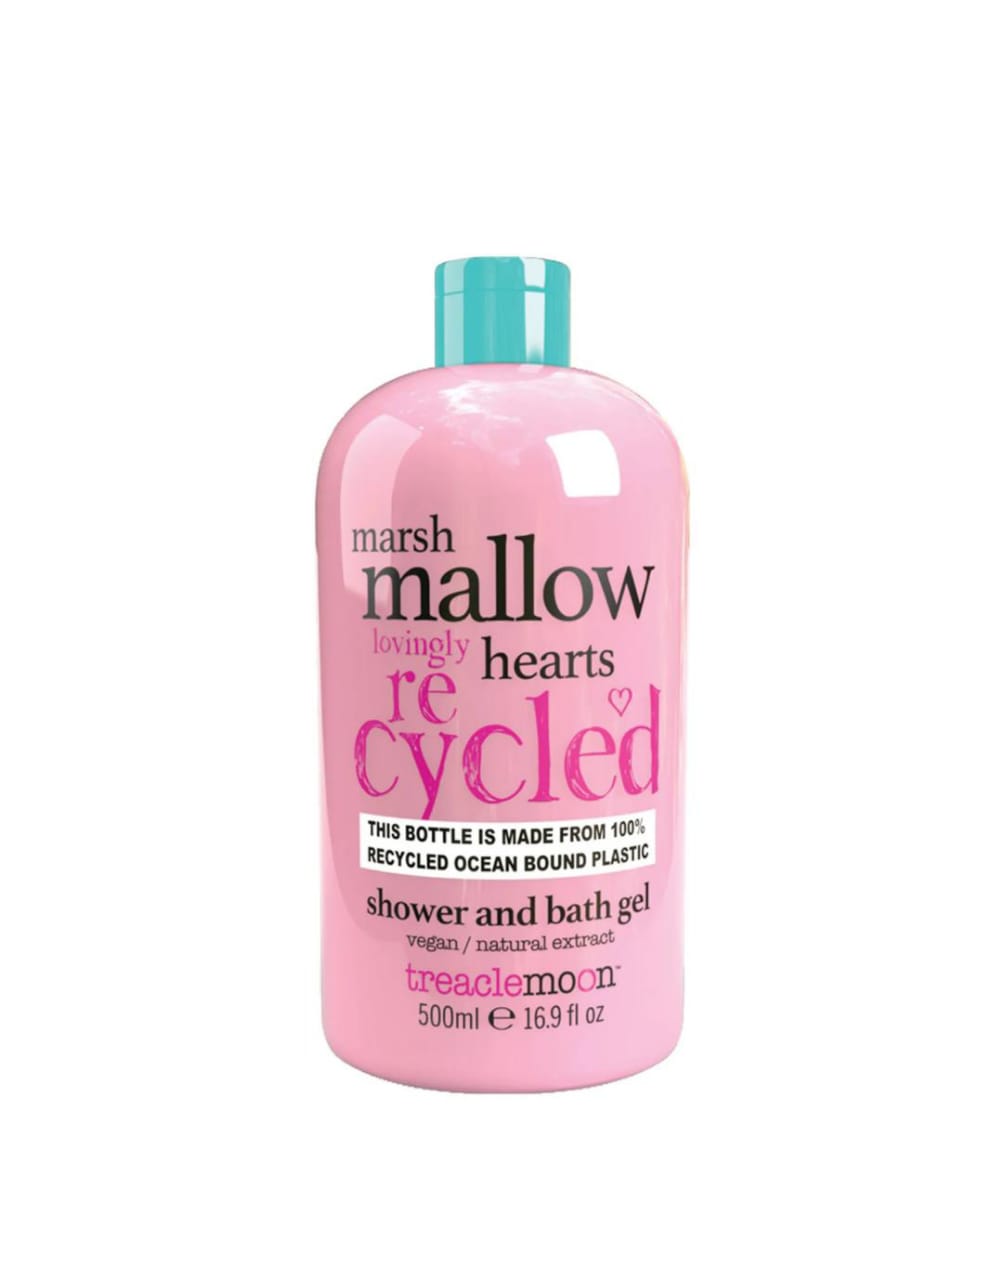 marsh
mallow
hearts
lovingly
re
cycled
THIS BOTTLE IS MADE FROM 100%
RECYCLED OCEAN BOUND PLASTIC
shower and bath gel
vegan / natural extract
treaclemoon™
500ml ℮ 16.9 fl oz